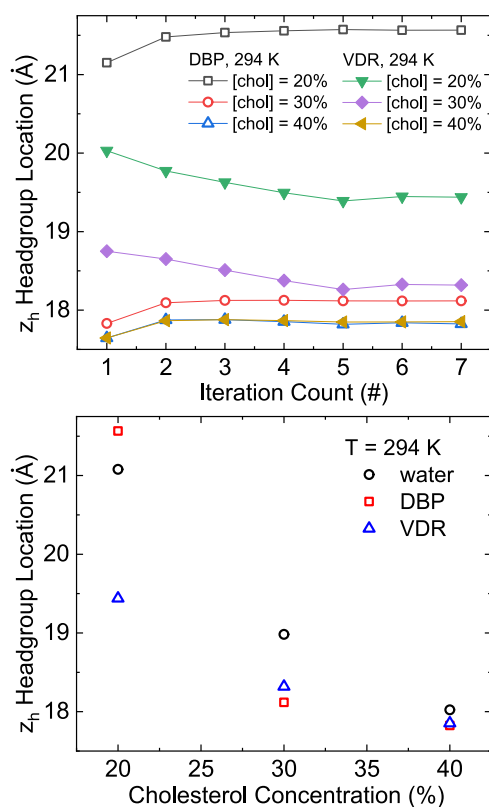 DBP, 294 K VDR, 294 K
[chol] = 20% [chol] = 20%
[chol] = 30% [chol] = 30%
[chol] = 40% [chol] = 40%
z_h Headgroup Location (Å)
21
20
19
18
1 2 3 4 5 6 7
Iteration Count (#)
T = 294 K
water
DBP
VDR
z_h Headgroup Location (Å)
21
20
19
18
20 25 30 35 40
Cholesterol Concentration (%)